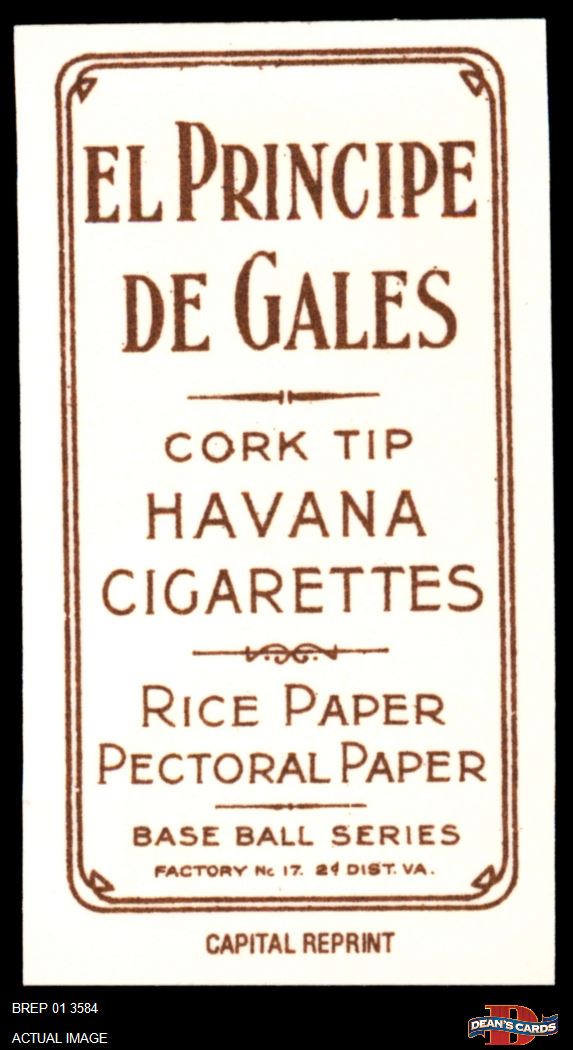 EL PRINCIPE
DE GALES
CORK TIP
HAVANA
CIGARETTES
RICE PAPER
PECTORAL PAPER
BASE BALL SERIES
FACTORY No 17. 2d DIST. VA.
CAPITAL REPRINT
BREP 01 3584
ACTUAL IMAGE
D
DEAN'S CARDS